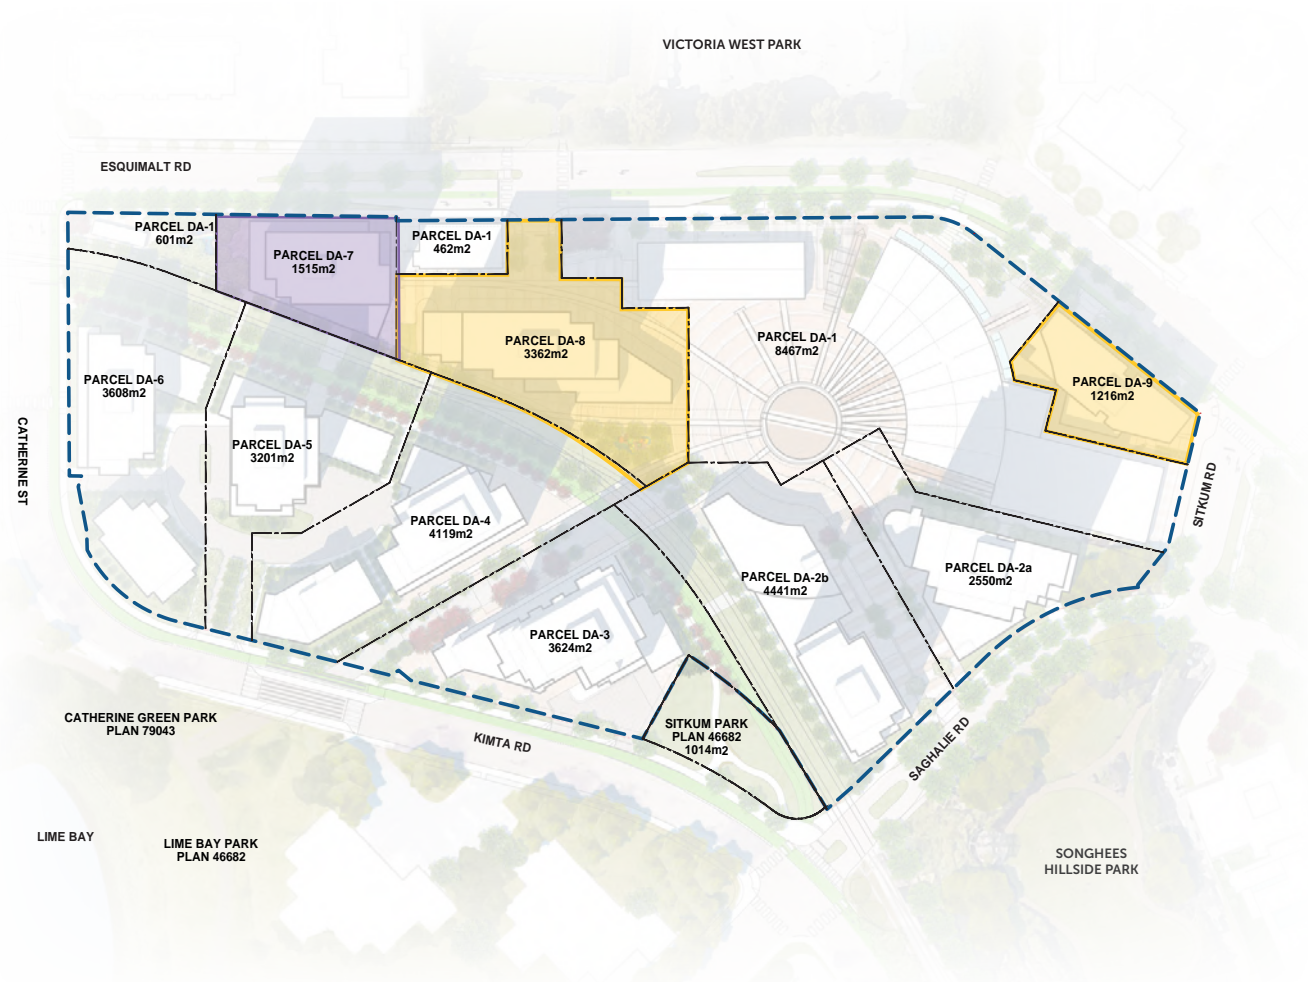 VICTORIA WEST PARK
ESQUIMALT RD
PARCEL DA-1
601m2
PARCEL DA-7
1515m2
PARCEL DA-1
462m2
PARCEL DA-8
3362m2
PARCEL DA-1
8467m2
PARCEL DA-9
1216m2
PARCEL DA-6
3608m2
PARCEL DA-5
3201m2
CATHERINE ST
SITKUM RD
PARCEL DA-4
4119m2
PARCEL DA-2b
4441m2
PARCEL DA-2a
2550m2
PARCEL DA-3
3624m2
CATHERINE GREEN PARK
PLAN 79043
SITKUM PARK
PLAN 46682
1014m2
KIMTA RD
SAGHALIE RD
LIME BAY
LIME BAY PARK
PLAN 46682
SONGHEES
HILLSIDE PARK